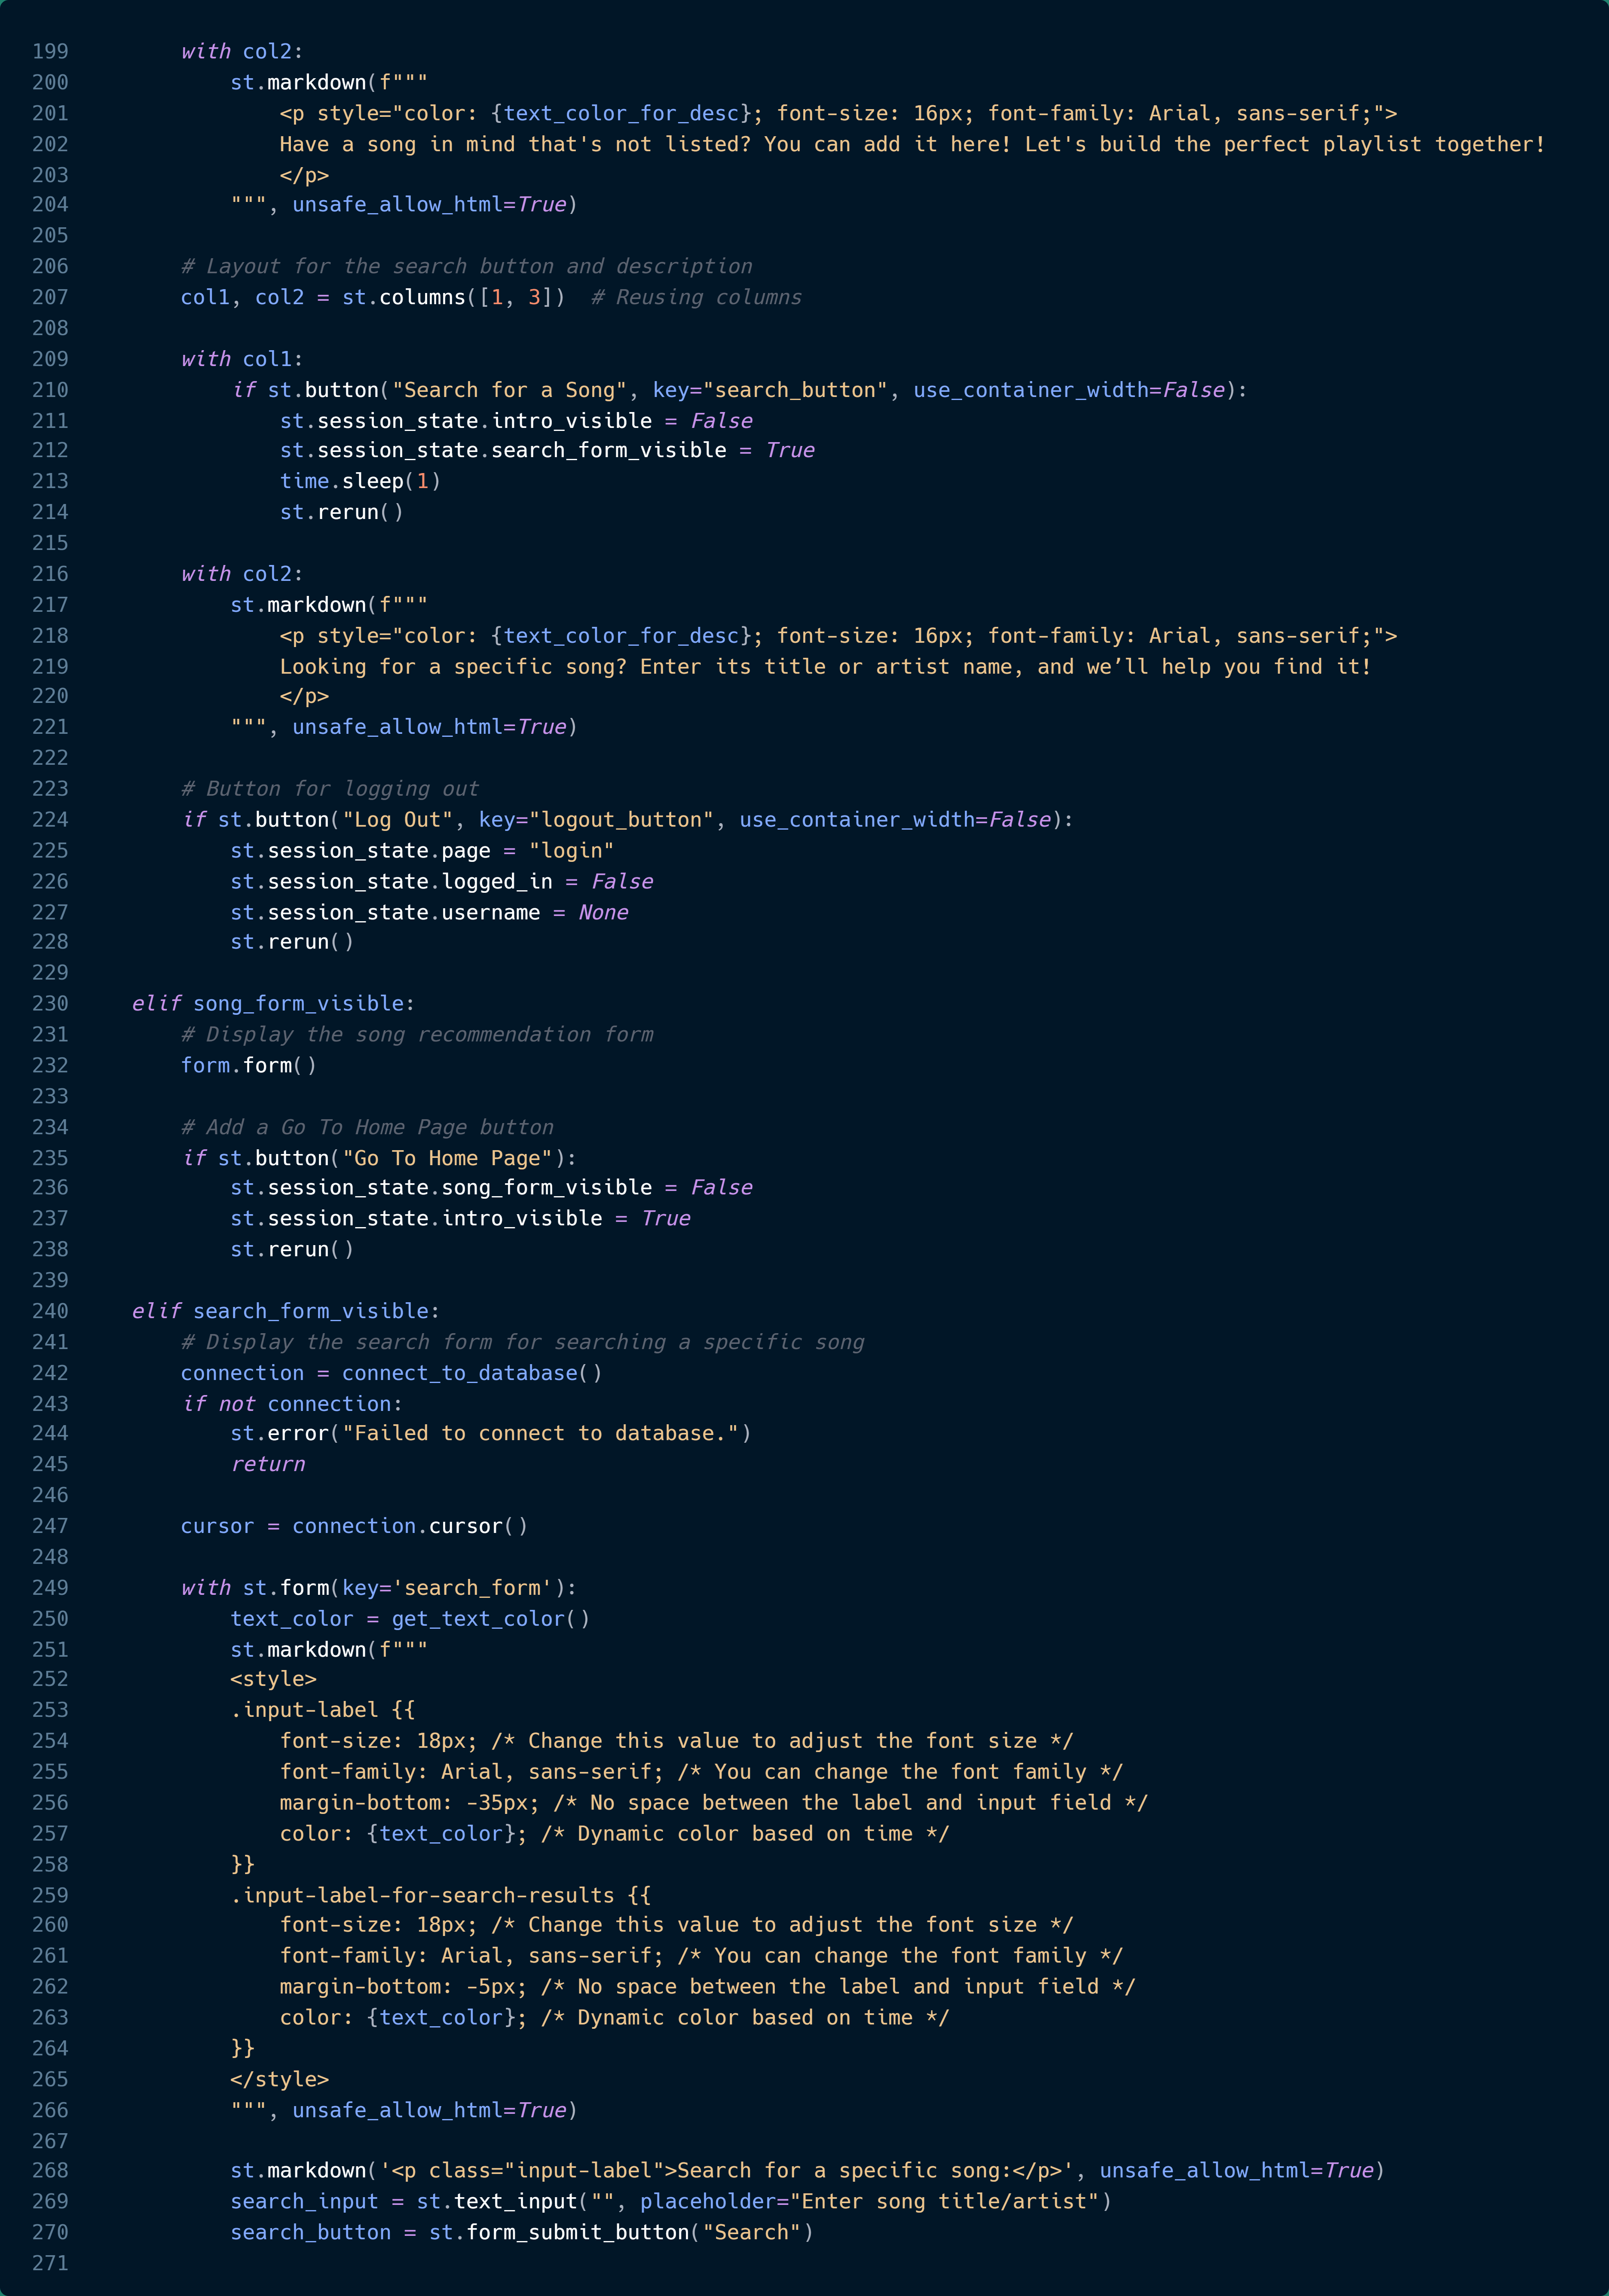 199         with col2:
200             st.markdown(f"""
201                 <p style="color: {text_color_for_desc}; font-size: 16px; font-family: Arial, sans-serif;">
202                 Have a song in mind that's not listed? You can add it here! Let's build the perfect playlist together!
203                 </p>
204             """, unsafe_allow_html=True)
205
206         # Layout for the search button and description
207         col1, col2 = st.columns([1, 3])  # Reusing columns
208
209         with col1:
210             if st.button("Search for a Song", key="search_button", use_container_width=False):
211                 st.session_state.intro_visible = False
212                 st.session_state.search_form_visible = True
213                 time.sleep(1)
214                 st.rerun()
215
216         with col2:
217             st.markdown(f"""
218                 <p style="color: {text_color_for_desc}; font-size: 16px; font-family: Arial, sans-serif;">
219                 Looking for a specific song? Enter its title or artist name, and we’ll help you find it!
220                 </p>
221             """, unsafe_allow_html=True)
222
223         # Button for logging out
224         if st.button("Log Out", key="logout_button", use_container_width=False):
225             st.session_state.page = "login"
226             st.session_state.logged_in = False
227             st.session_state.username = None
228             st.rerun()
229
230     elif song_form_visible:
231         # Display the song recommendation form
232         form.form()
233
234         # Add a Go To Home Page button
235         if st.button("Go To Home Page"):
236             st.session_state.song_form_visible = False
237             st.session_state.intro_visible = True
238             st.rerun()
239
240     elif search_form_visible:
241         # Display the search form for searching a specific song
242         connection = connect_to_database()
243         if not connection:
244             st.error("Failed to connect to database.")
245             return
246
247         cursor = connection.cursor()
248
249         with st.form(key='search_form'):
250             text_color = get_text_color()
251             st.markdown(f"""
252             <style>
253             .input-label {{
254                 font-size: 18px; /* Change this value to adjust the font size */
255                 font-family: Arial, sans-serif; /* You can change the font family */
256                 margin-bottom: -35px; /* No space between the label and input field */
257                 color: {text_color}; /* Dynamic color based on time */
258             }}
259             .input-label-for-search-results {{
260                 font-size: 18px; /* Change this value to adjust the font size */
261                 font-family: Arial, sans-serif; /* You can change the font family */
262                 margin-bottom: -5px; /* No space between the label and input field */
263                 color: {text_color}; /* Dynamic color based on time */
264             }}
265             </style>
266             """, unsafe_allow_html=True)
267
268             st.markdown('<p class="input-label">Search for a specific song:</p>', unsafe_allow_html=True)
269             search_input = st.text_input("", placeholder="Enter song title/artist")
270             search_button = st.form_submit_button("Search")
271